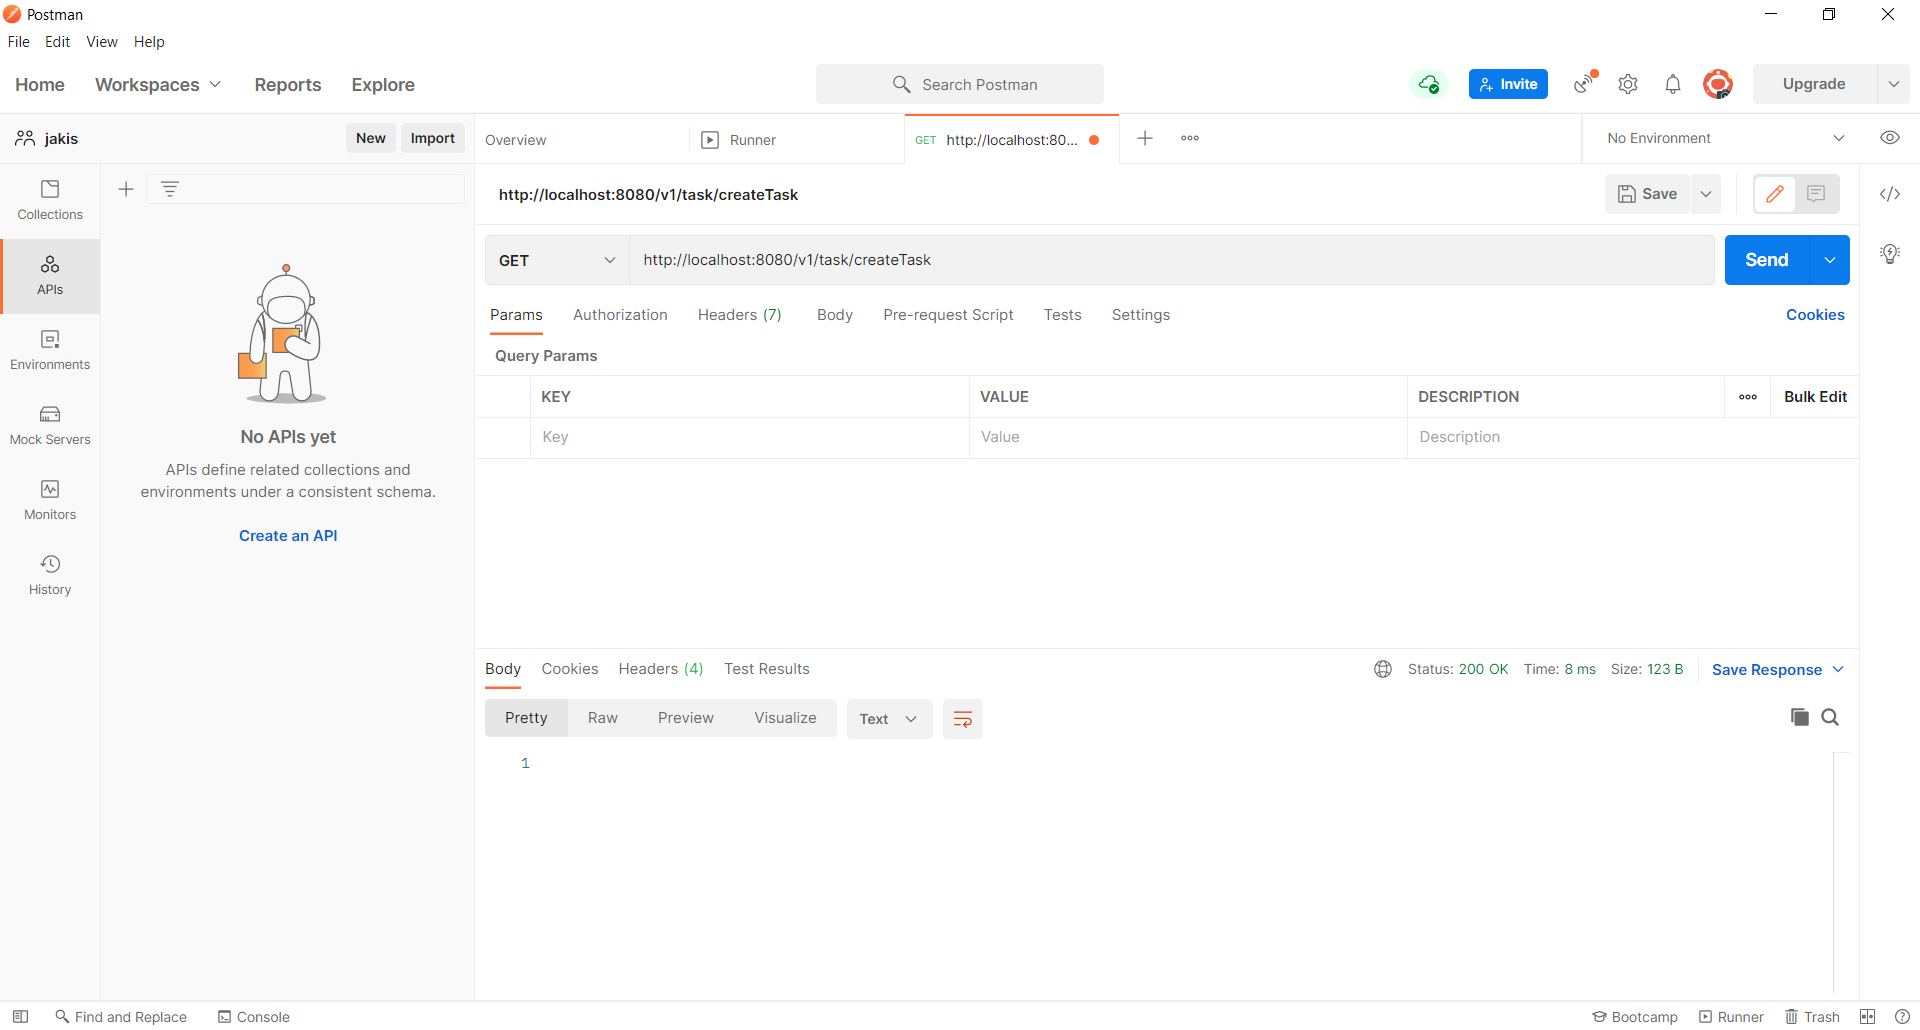 Postman
File Edit View Help
Home Workspaces Reports Explore Search Postman Invite Upgrade
jakis New Import Overview Runner GET http://localhost:80... No Environment
Collections
APIs
Environments
Mock Servers
Monitors
History
No APIs yet
APIs define related collections and
environments under a consistent schema.
Create an API
http://localhost:8080/v1/task/createTask Save
GET http://localhost:8080/v1/task/createTask Send
Params Authorization Headers (7) Body Pre-request Script Tests Settings Cookies
Query Params
KEY VALUE DESCRIPTION Bulk Edit
Key Value Description
Body Cookies Headers (4) Test Results Status: 200 OK Time: 8 ms Size: 123 B Save Response
Pretty Raw Preview Visualize Text
1
Find and Replace Console Bootcamp Runner Trash